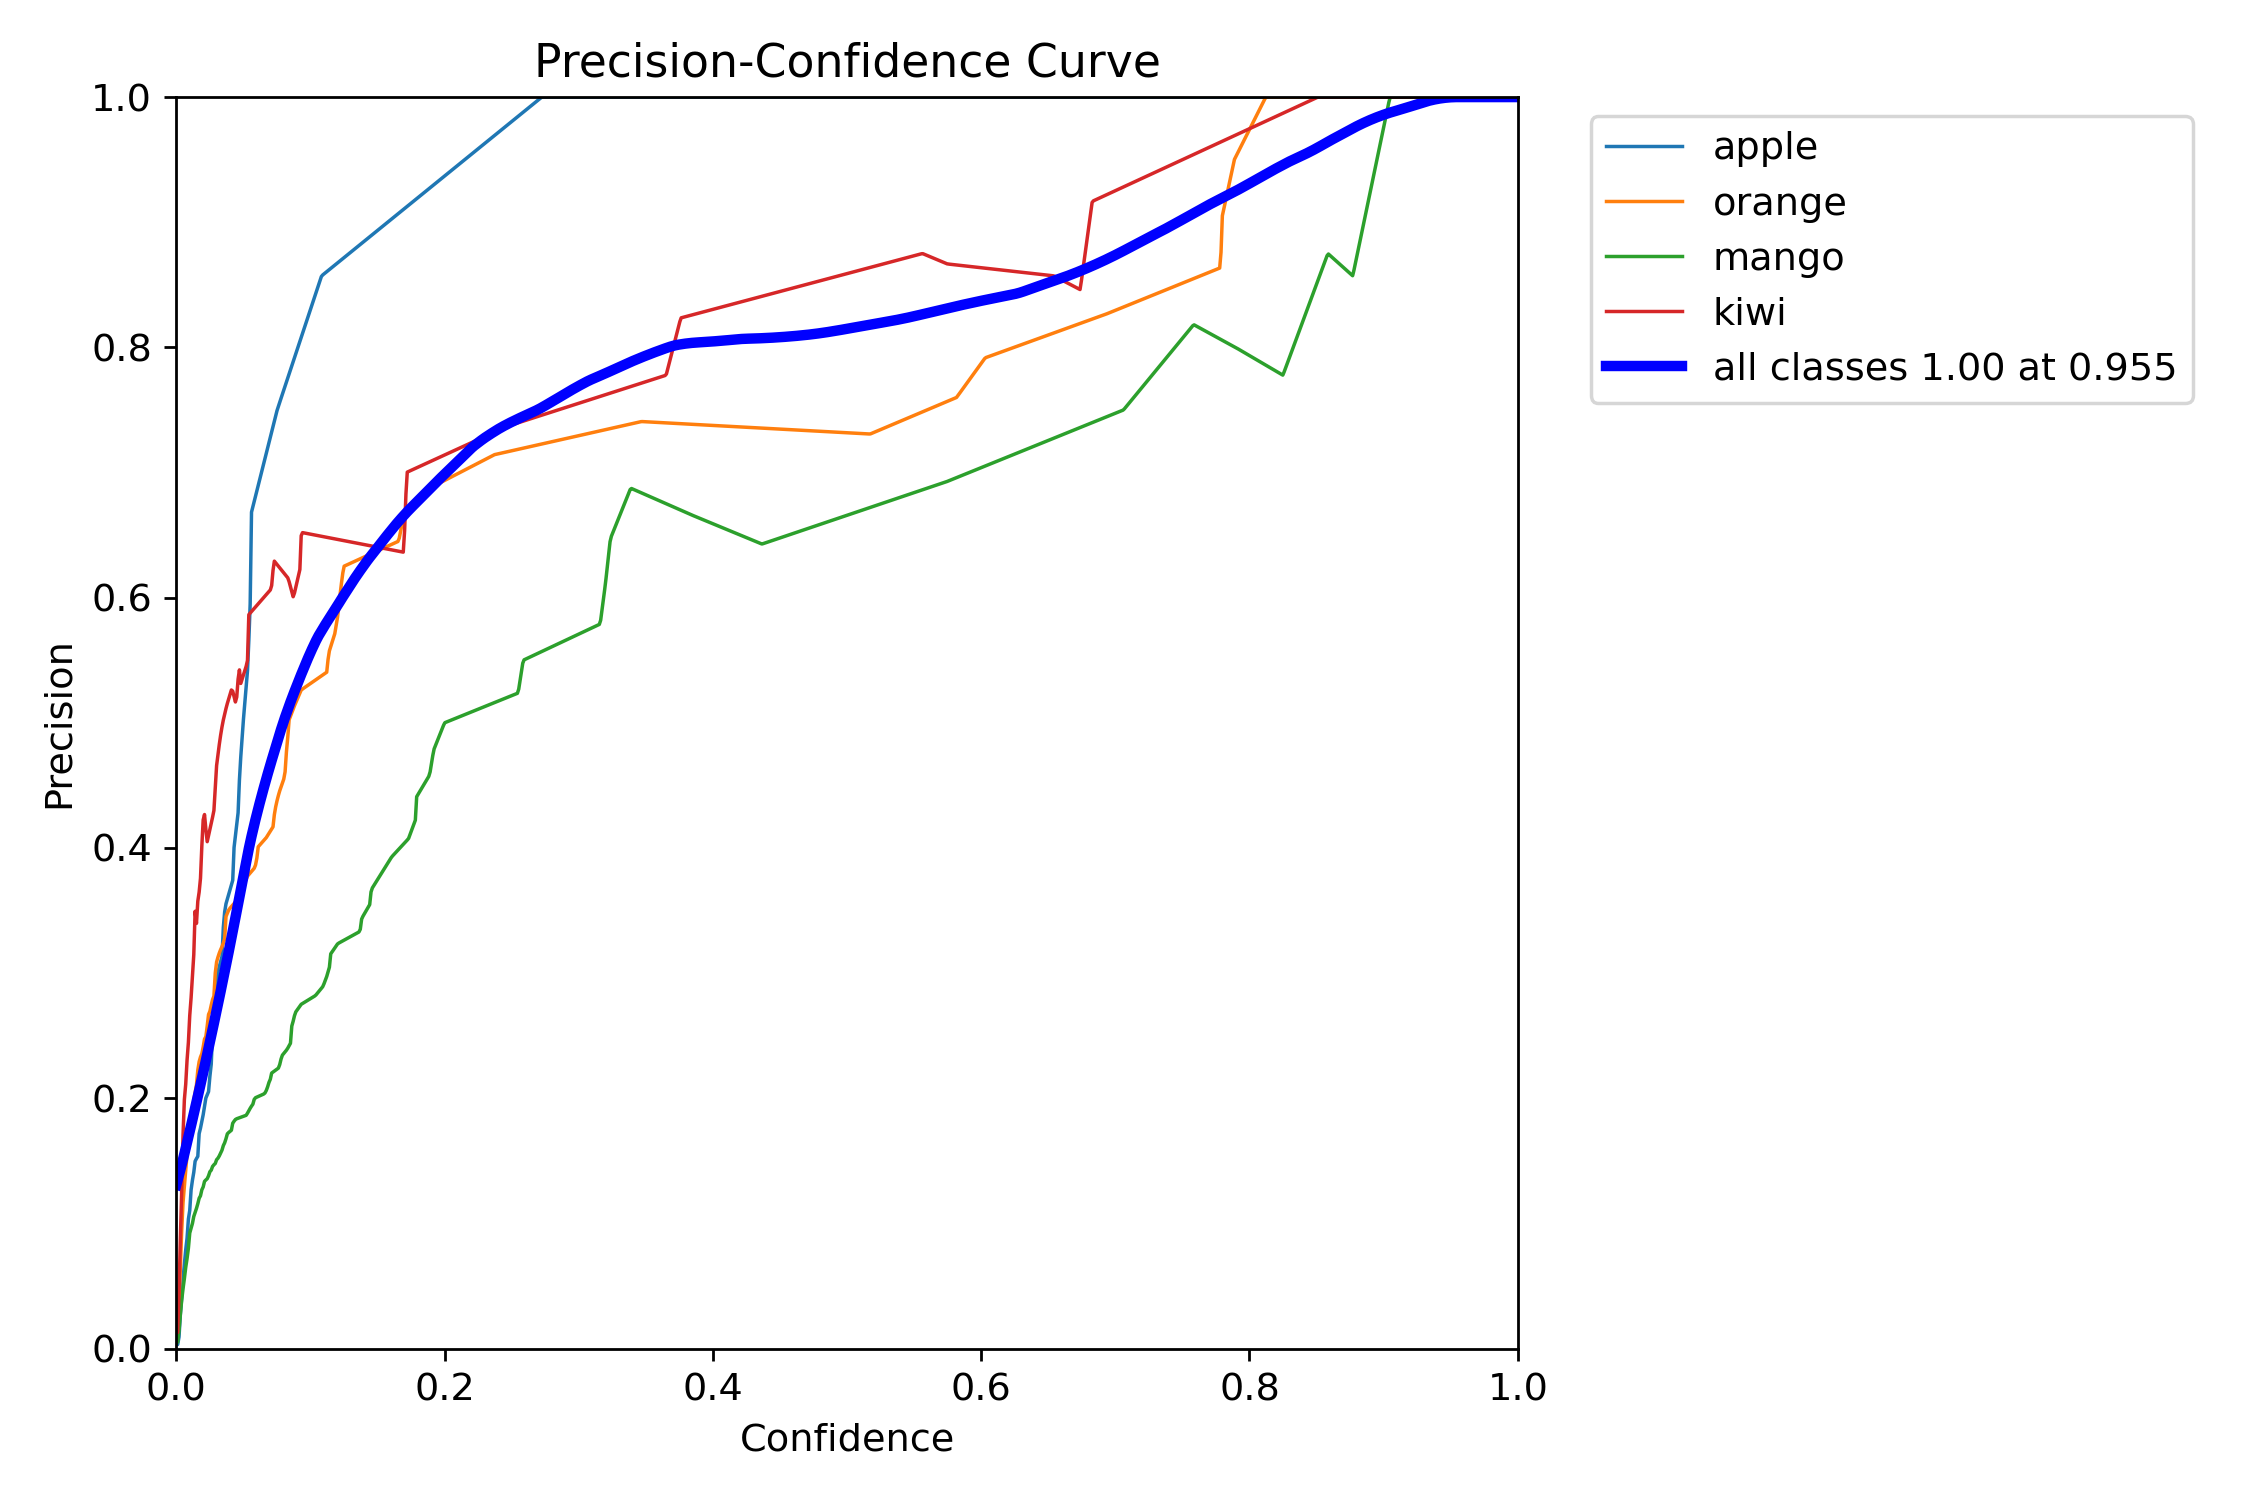 Precision-Confidence Curve
1.0
0.8
0.6
0.4
0.2
0.0
Precision
0.0 0.2 0.4 0.6 0.8 1.0
Confidence
apple
orange
mango
kiwi
all classes 1.00 at 0.955